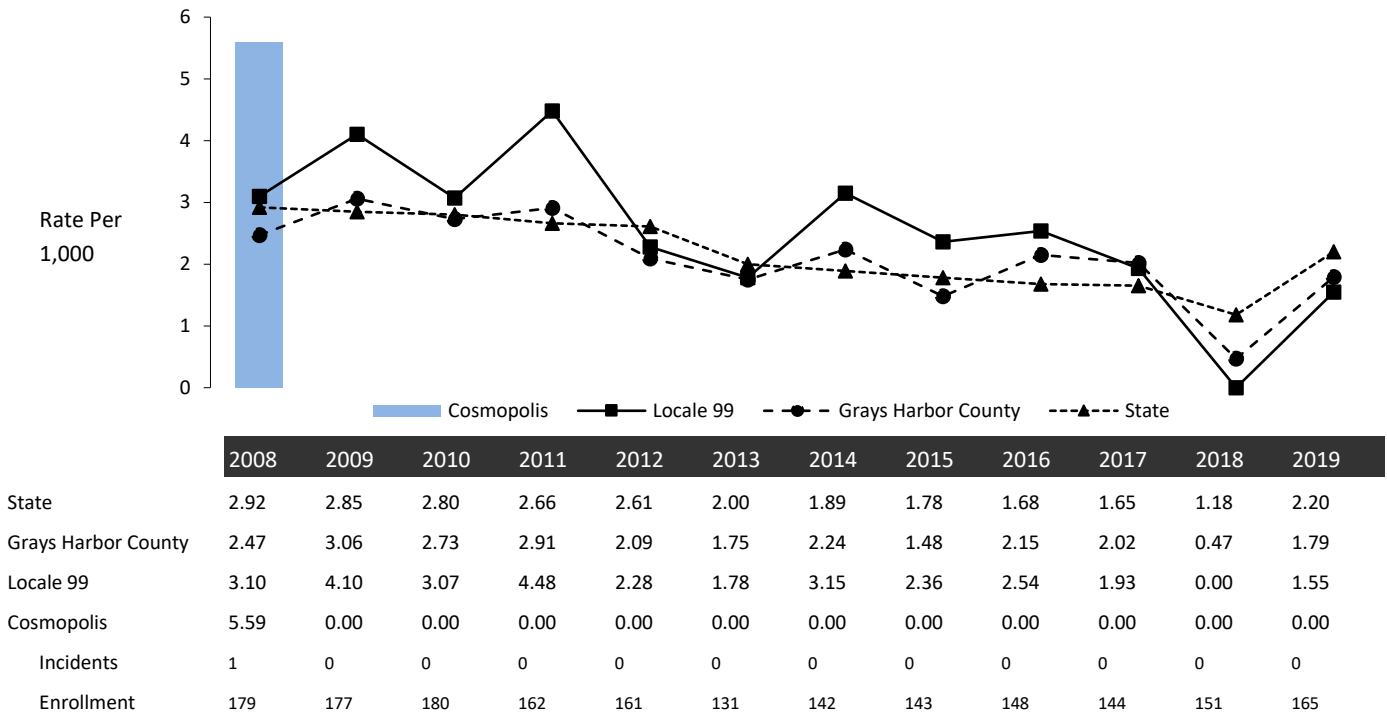 6
5
4
3
2
1
0
Rate Per
1,000
Cosmopolis Locale 99 Grays Harbor County State
2008 2009 2010 2011 2012 2013 2014 2015 2016 2017 2018 2019
State 2.92 2.85 2.80 2.66 2.61 2.00 1.89 1.78 1.68 1.65 1.18 2.20
Grays Harbor County 2.47 3.06 2.73 2.91 2.09 1.75 2.24 1.48 2.15 2.02 0.47 1.79
Locale 99 3.10 4.10 3.07 4.48 2.28 1.78 3.15 2.36 2.54 1.93 0.00 1.55
Cosmopolis 5.59 0.00 0.00 0.00 0.00 0.00 0.00 0.00 0.00 0.00 0.00 0.00
Incidents 1 0 0 0 0 0 0 0 0 0 0 0
Enrollment 179 177 180 162 161 131 142 143 148 144 151 165